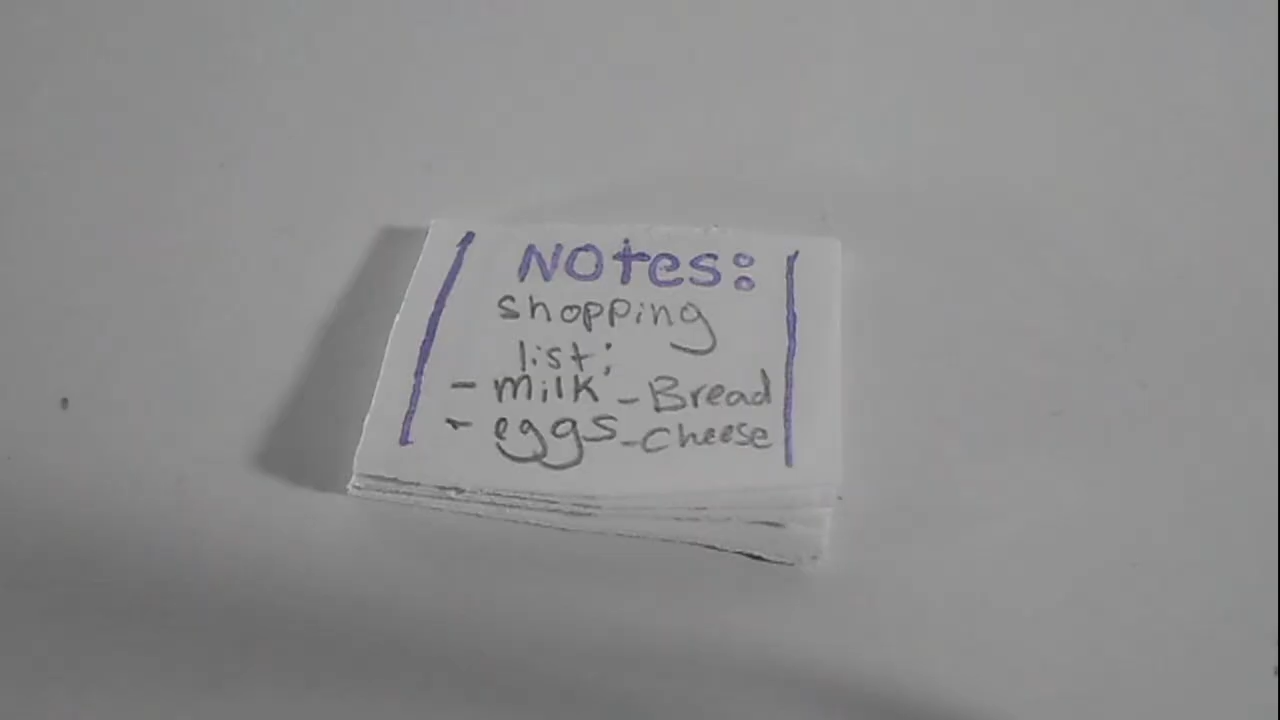 NOtes:
shopping
list:
- milk - Bread
- eggs - cheese